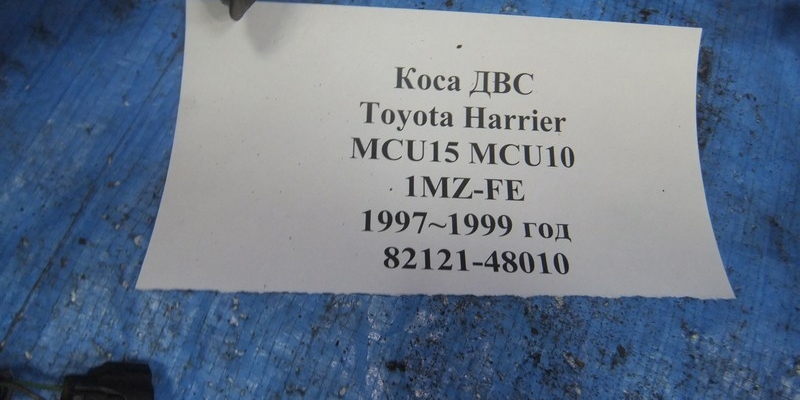 Коса ДВС
Toyota Harrier
MCU15 MCU10
1MZ-FE
1997~1999 год
82121-48010